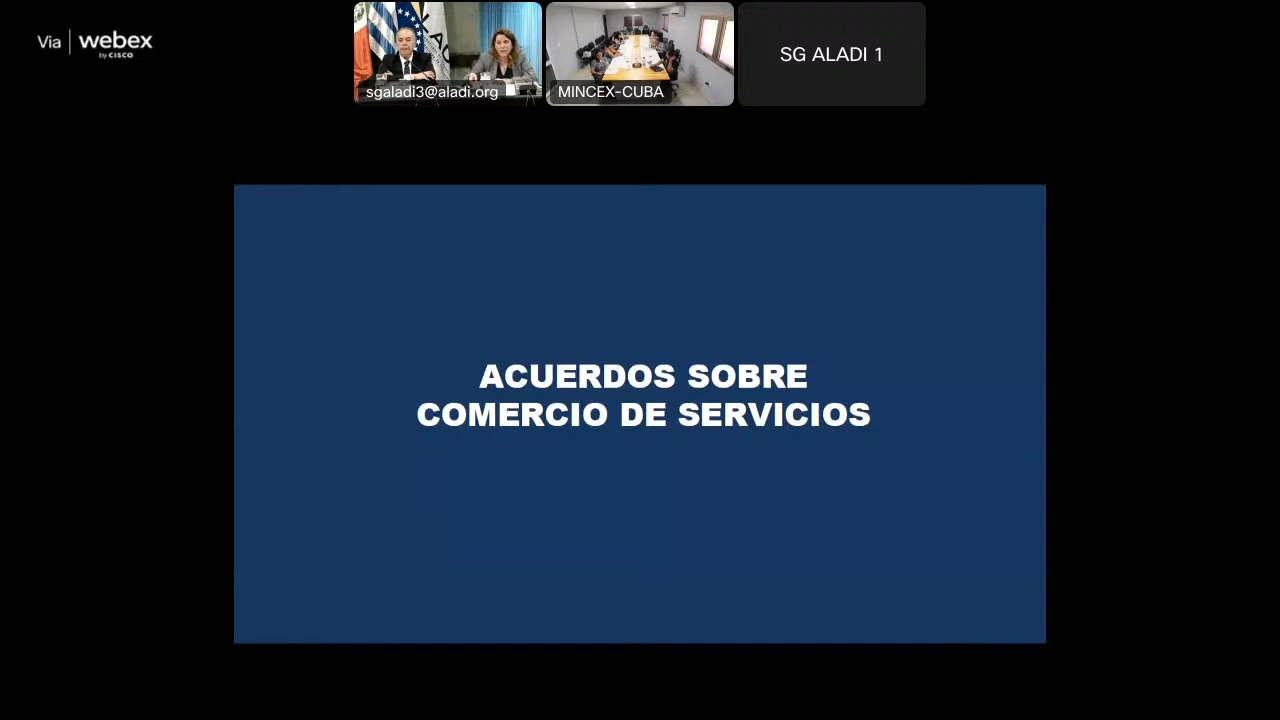 Via webex
by CISCO
sgaladi3@aladi.org
MINCEX-CUBA
SG ALADI 1
ACUERDOS SOBRE
COMERCIO DE SERVICIOS